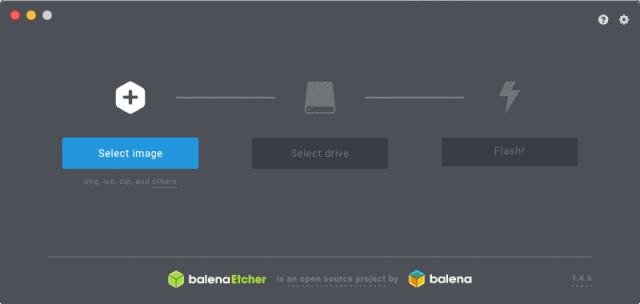 Select image
Select drive
Flash!
img, iso, zip, and others
balenaEtcher is an open source project by balena
1.4.6